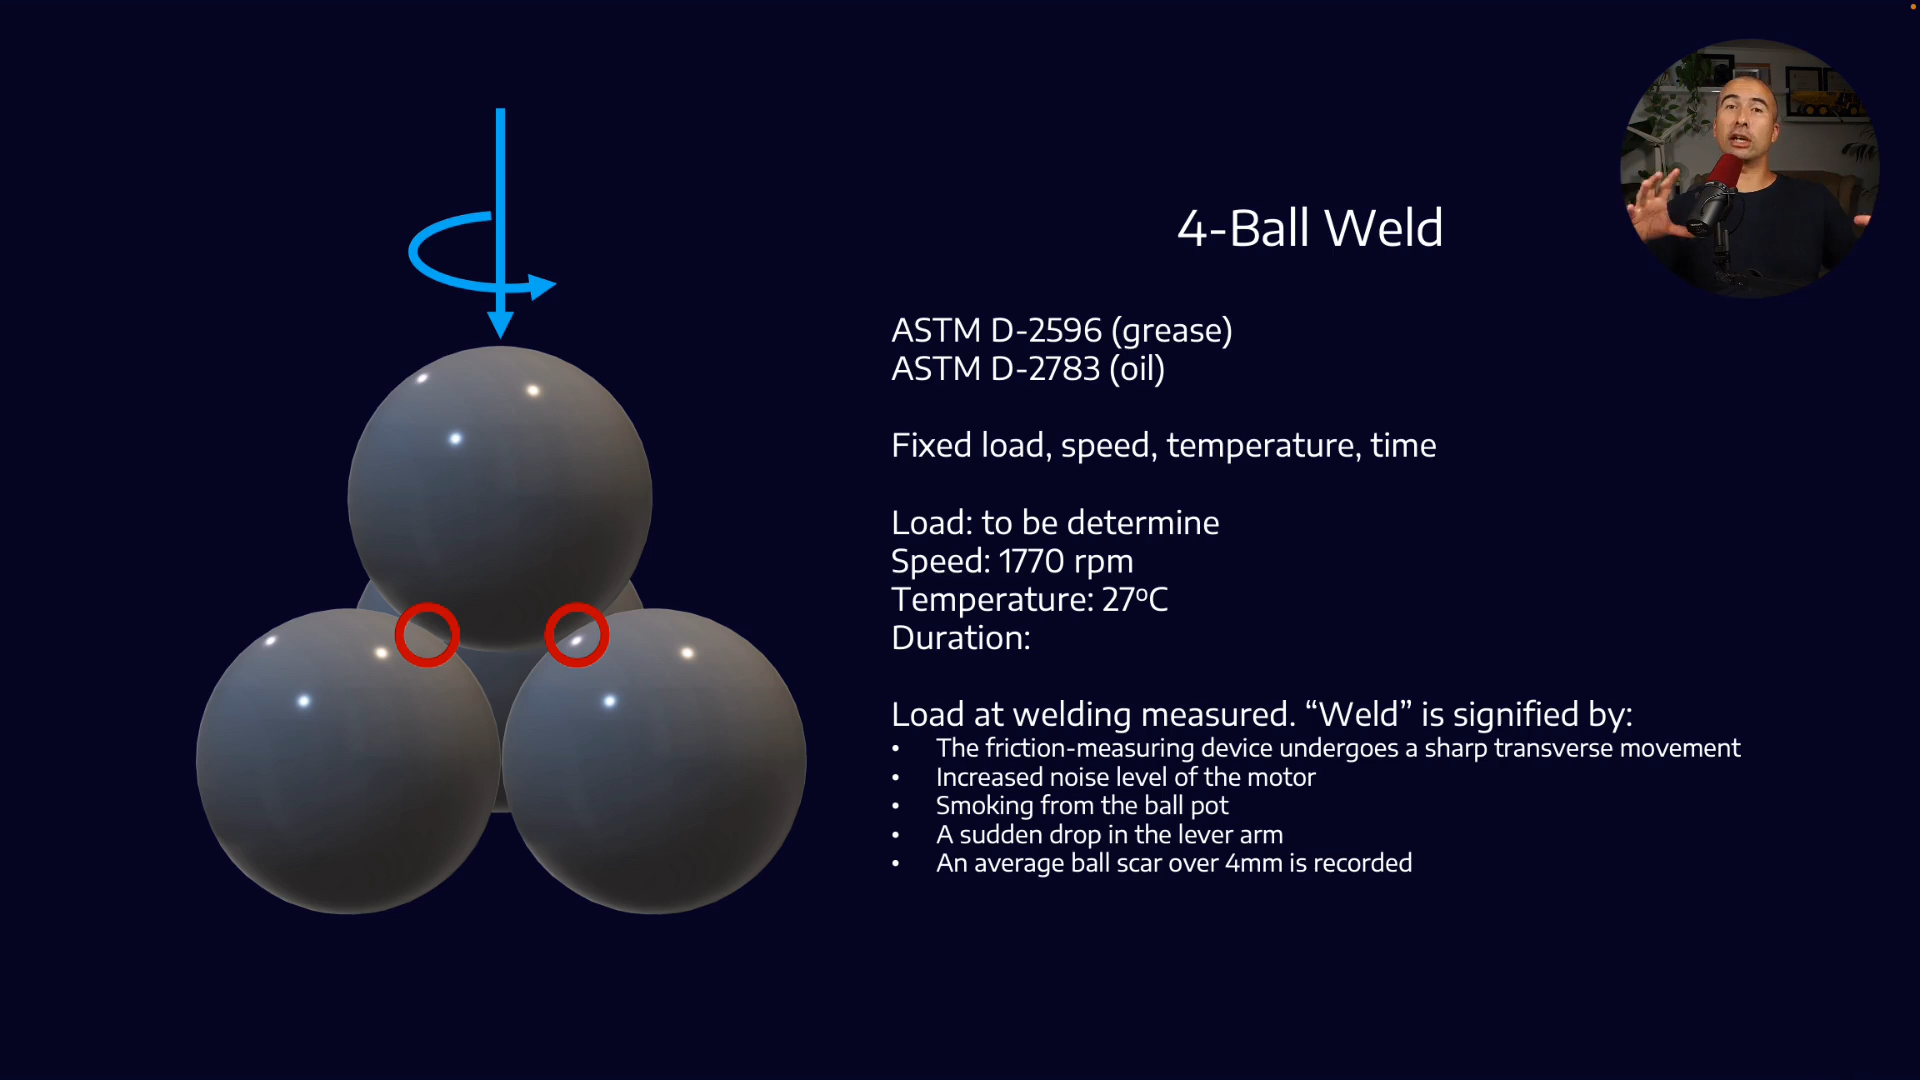 4-Ball Weld
ASTM D-2596 (grease)
ASTM D-2783 (oil)
Fixed load, speed, temperature, time
Load: to be determine
Speed: 1770 rpm
Temperature: 27ºC
Duration:
Load at welding measured. “Weld” is signified by:
• The friction-measuring device undergoes a sharp transverse movement
• Increased noise level of the motor
• Smoking from the ball pot
• A sudden drop in the lever arm
• An average ball scar over 4mm is recorded